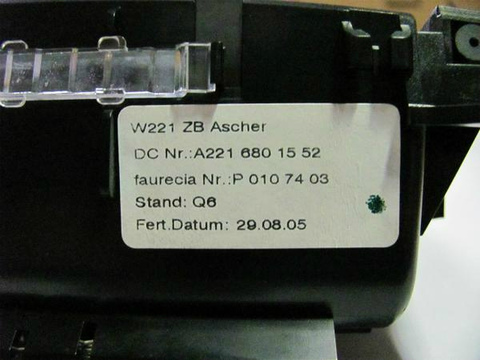 W221 ZB Ascher
DC Nr.:A221 680 15 52
faurecia Nr.:P 010 74 03
Stand: Q6
Fert.Datum: 29.08.05